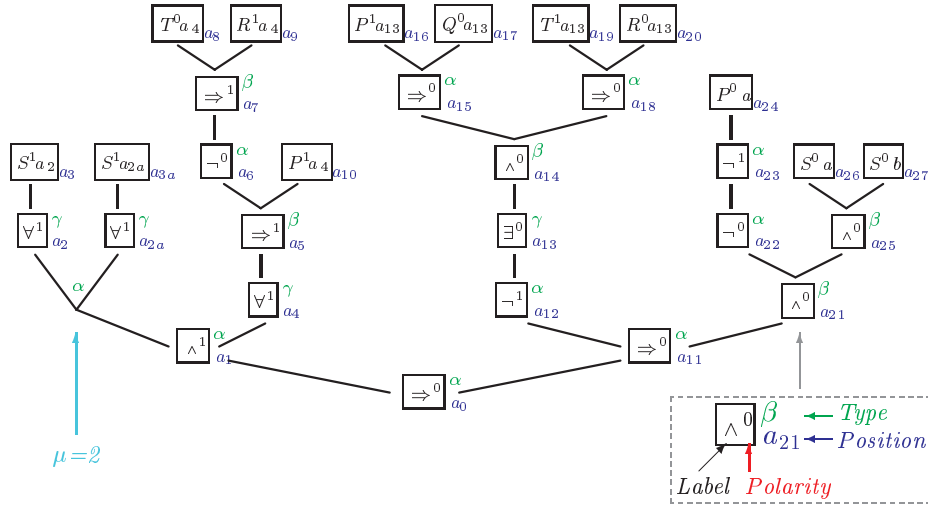 T⁰a₄ a₈ R¹a₄ a₉ P¹a₁₃ a₁₆ Q⁰a₁₃ a₁₇ T¹a₁₃ a₁₉ R⁰a₁₃ a₂₀
⇒¹ β a₇ ⇒⁰ α a₁₅ ⇒⁰ α a₁₈ P⁰ a a₂₄
S¹a₂ a₃ S¹a₂ₐ a₃ₐ ¬⁰ α a₆ P¹a₄ a₁₀ ∧⁰ β a₁₄ ¬¹ α a₂₃ S⁰ a a₂₆ S⁰ b a₂₇
∀¹ γ a₂ ∀¹ γ a₂ₐ ⇒¹ β a₅ ∃⁰ γ a₁₃ ¬⁰ α a₂₂ ∧⁰ β a₂₅
α ∀¹ γ a₄ ¬¹ α a₁₂ ∧⁰ β a₂₁
∧¹ α a₁ ⇒⁰ α a₁₁
⇒⁰ α a₀
μ=2
∧⁰ β Type
a₂₁ Position
Label Polarity